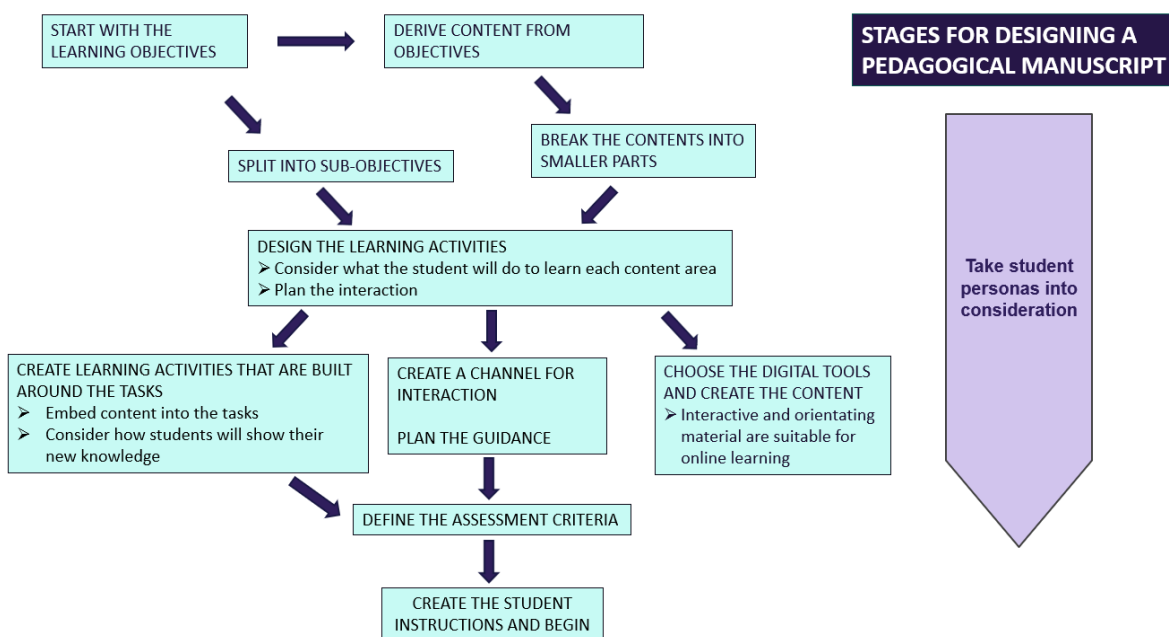 START WITH THE
LEARNING OBJECTIVES
DERIVE CONTENT FROM
OBJECTIVES
STAGES FOR DESIGNING A
PEDAGOGICAL MANUSCRIPT
SPLIT INTO SUB-OBJECTIVES
BREAK THE CONTENTS INTO
SMALLER PARTS
DESIGN THE LEARNING ACTIVITIES
➢ Consider what the student will do to learn each content area
➢ Plan the interaction
Take student
personas into
consideration
CREATE LEARNING ACTIVITIES THAT ARE BUILT
AROUND THE TASKS
➢ Embed content into the tasks
➢ Consider how students will show their
new knowledge
CREATE A CHANNEL FOR
INTERACTION
PLAN THE GUIDANCE
CHOOSE THE DIGITAL TOOLS
AND CREATE THE CONTENT
➢ Interactive and orientating
material are suitable for
online learning
DEFINE THE ASSESSMENT CRITERIA
CREATE THE STUDENT
INSTRUCTIONS AND BEGIN